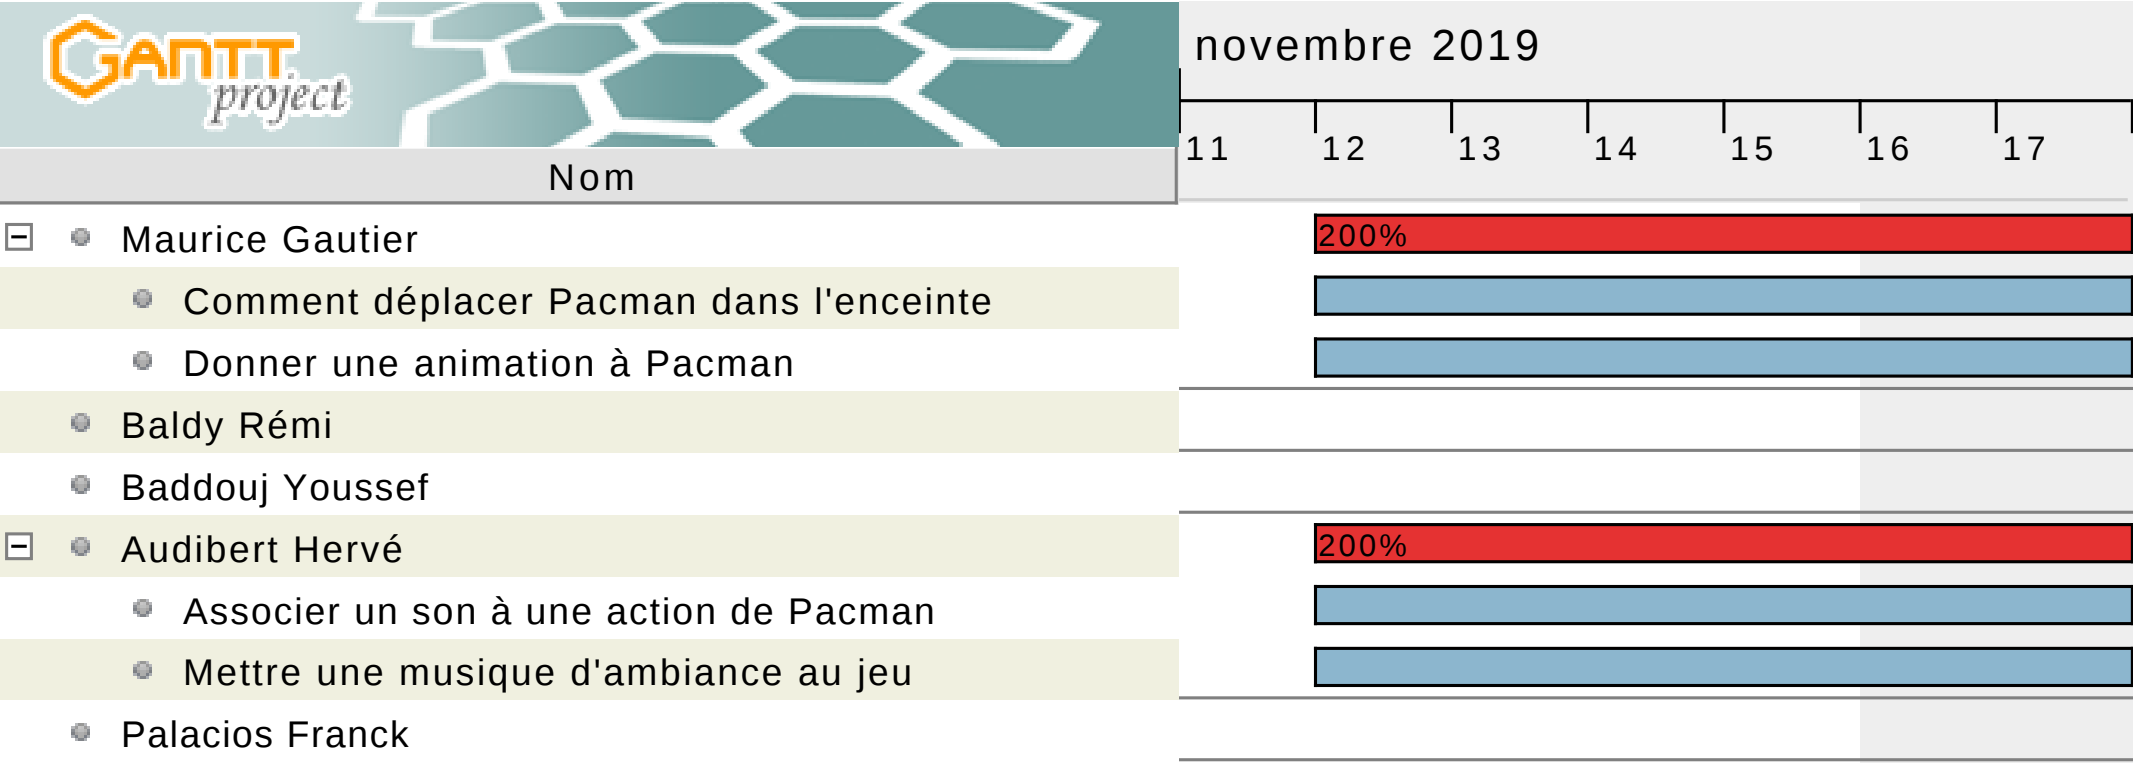 GANTT
project
novembre 2019
11 12 13 14 15 16 17
Nom
Maurice Gautier
200%
Comment déplacer Pacman dans l'enceinte
Donner une animation à Pacman
Baldy Rémi
Baddouj Youssef
Audibert Hervé
200%
Associer un son à une action de Pacman
Mettre une musique d'ambiance au jeu
Palacios Franck